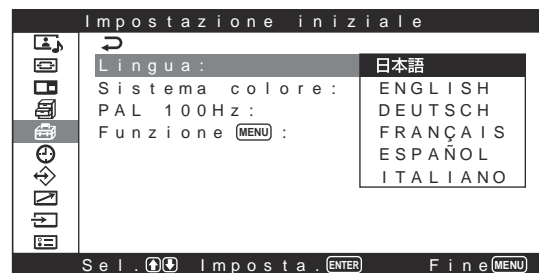 Impostazione iniziale
Lingua:
Sistema colore:
PAL 100Hz:
Funzione MENU :
日本語
ENGLISH
DEUTSCH
FRANÇAIS
ESPAÑOL
ITALIANO
Sel. Imposta. ENTER Fine MENU